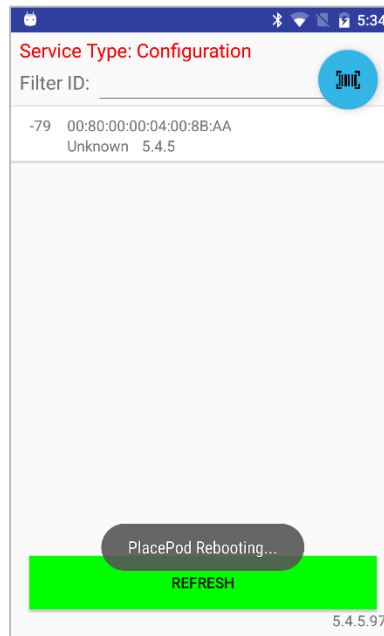 5:34
Service Type: Configuration
Filter ID:
-79 00:80:00:00:04:00:8B:AA
Unknown 5.4.5
PlacePod Rebooting...
REFRESH
5.4.5.97